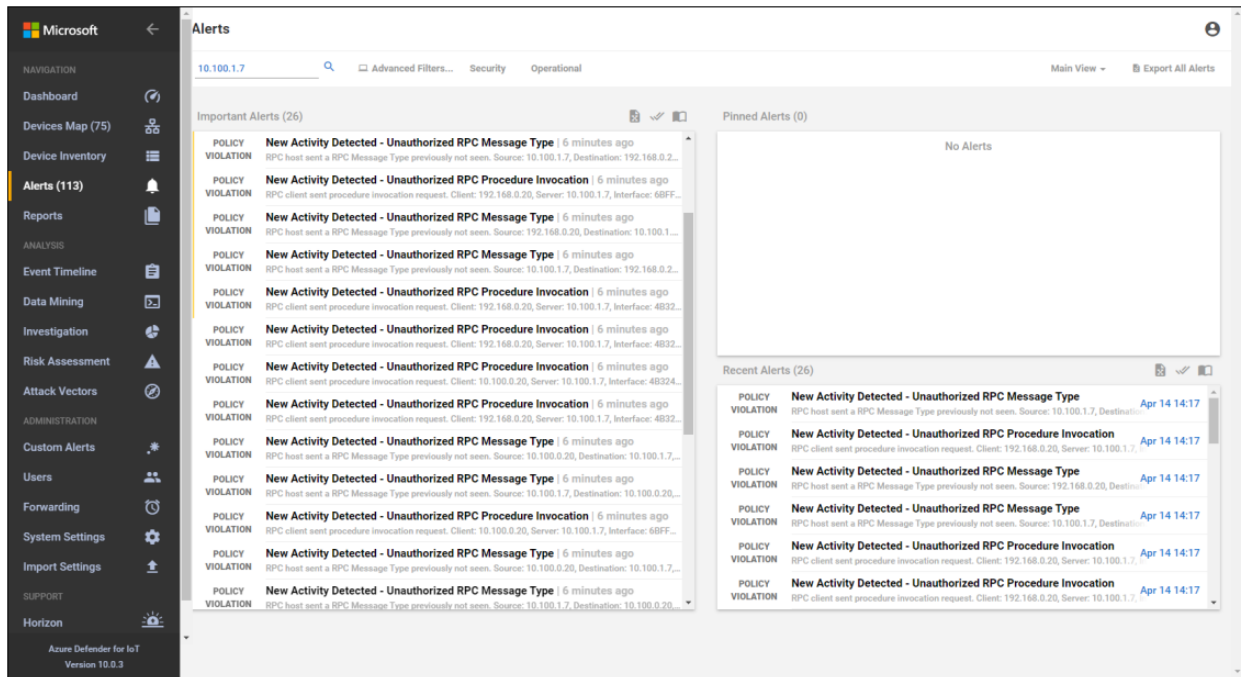 Microsoft
NAVIGATION
Dashboard
Devices Map (75)
Device Inventory
Alerts (113)
Reports
ANALYSIS
Event Timeline
Data Mining
Investigation
Risk Assessment
Attack Vectors
ADMINISTRATION
Custom Alerts
Users
Forwarding
System Settings
Import Settings
SUPPORT
Horizon
Azure Defender for IoT
Version 10.0.3
Alerts
10.100.1.7
Advanced Filters... Security Operational
Main View Export All Alerts
Important Alerts (26)
POLICY VIOLATION New Activity Detected - Unauthorized RPC Message Type | 6 minutes ago
RPC host sent a RPC Message Type previously not seen. Source: 10.100.1.7, Destination: 192.168.0.2...
POLICY VIOLATION New Activity Detected - Unauthorized RPC Procedure Invocation | 6 minutes ago
RPC client sent procedure invocation request. Client: 192.168.0.20, Server: 10.100.1.7, Interface: 6BFF...
POLICY VIOLATION New Activity Detected - Unauthorized RPC Message Type | 6 minutes ago
RPC host sent a RPC Message Type previously not seen. Source: 192.168.0.20, Destination: 10.100.1....
POLICY VIOLATION New Activity Detected - Unauthorized RPC Message Type | 6 minutes ago
RPC host sent a RPC Message Type previously not seen. Source: 10.100.1.7, Destination: 192.168.0.2...
POLICY VIOLATION New Activity Detected - Unauthorized RPC Procedure Invocation | 6 minutes ago
RPC client sent procedure invocation request. Client: 192.168.0.20, Server: 10.100.1.7, Interface: 4B32...
POLICY VIOLATION New Activity Detected - Unauthorized RPC Procedure Invocation | 6 minutes ago
RPC client sent procedure invocation request. Client: 192.168.0.20, Server: 10.100.1.7, Interface: 4B32...
POLICY VIOLATION New Activity Detected - Unauthorized RPC Procedure Invocation | 6 minutes ago
RPC client sent procedure invocation request. Client: 10.100.0.20, Server: 10.100.1.7, Interface: 4B324...
POLICY VIOLATION New Activity Detected - Unauthorized RPC Procedure Invocation | 6 minutes ago
RPC client sent procedure invocation request. Client: 192.168.0.20, Server: 10.100.1.7, Interface: 4B32...
POLICY VIOLATION New Activity Detected - Unauthorized RPC Message Type | 6 minutes ago
RPC host sent a RPC Message Type previously not seen. Source: 10.100.0.20, Destination: 10.100.1.7,...
POLICY VIOLATION New Activity Detected - Unauthorized RPC Message Type | 6 minutes ago
RPC host sent a RPC Message Type previously not seen. Source: 10.100.1.7, Destination: 10.100.0.20,...
POLICY VIOLATION New Activity Detected - Unauthorized RPC Procedure Invocation | 6 minutes ago
RPC client sent procedure invocation request. Client: 10.100.0.20, Server: 10.100.1.7, Interface: 6BFF...
POLICY VIOLATION New Activity Detected - Unauthorized RPC Message Type | 6 minutes ago
RPC host sent a RPC Message Type previously not seen. Source: 10.100.0.20, Destination: 10.100.1.7,...
POLICY VIOLATION New Activity Detected - Unauthorized RPC Message Type | 6 minutes ago
RPC host sent a RPC Message Type previously not seen. Source: 10.100.1.7, Destination: 10.100.0.20,...
Pinned Alerts (0)
No Alerts
Recent Alerts (26)
POLICY VIOLATION New Activity Detected - Unauthorized RPC Message Type Apr 14 14:17
RPC host sent a RPC Message Type previously not seen. Source: 10.100.1.7,
POLICY VIOLATION New Activity Detected - Unauthorized RPC Procedure Invocation Apr 14 14:17
RPC client sent procedure invocation request. Client: 192.168.0.20, Server: 10.100.1.7,
POLICY VIOLATION New Activity Detected - Unauthorized RPC Message Type Apr 14 14:17
RPC host sent a RPC Message Type previously not seen. Source: 192.168.0.20,
POLICY VIOLATION New Activity Detected - Unauthorized RPC Message Type Apr 14 14:17
RPC host sent a RPC Message Type previously not seen. Source: 10.100.1.7,
POLICY VIOLATION New Activity Detected - Unauthorized RPC Procedure Invocation Apr 14 14:17
RPC client sent procedure invocation request. Client: 192.168.0.20, Server: 10.100.1.7,
POLICY VIOLATION New Activity Detected - Unauthorized RPC Procedure Invocation Apr 14 14:17
RPC client sent procedure invocation request. Client: 192.168.0.20, Server: 10.100.1.7,